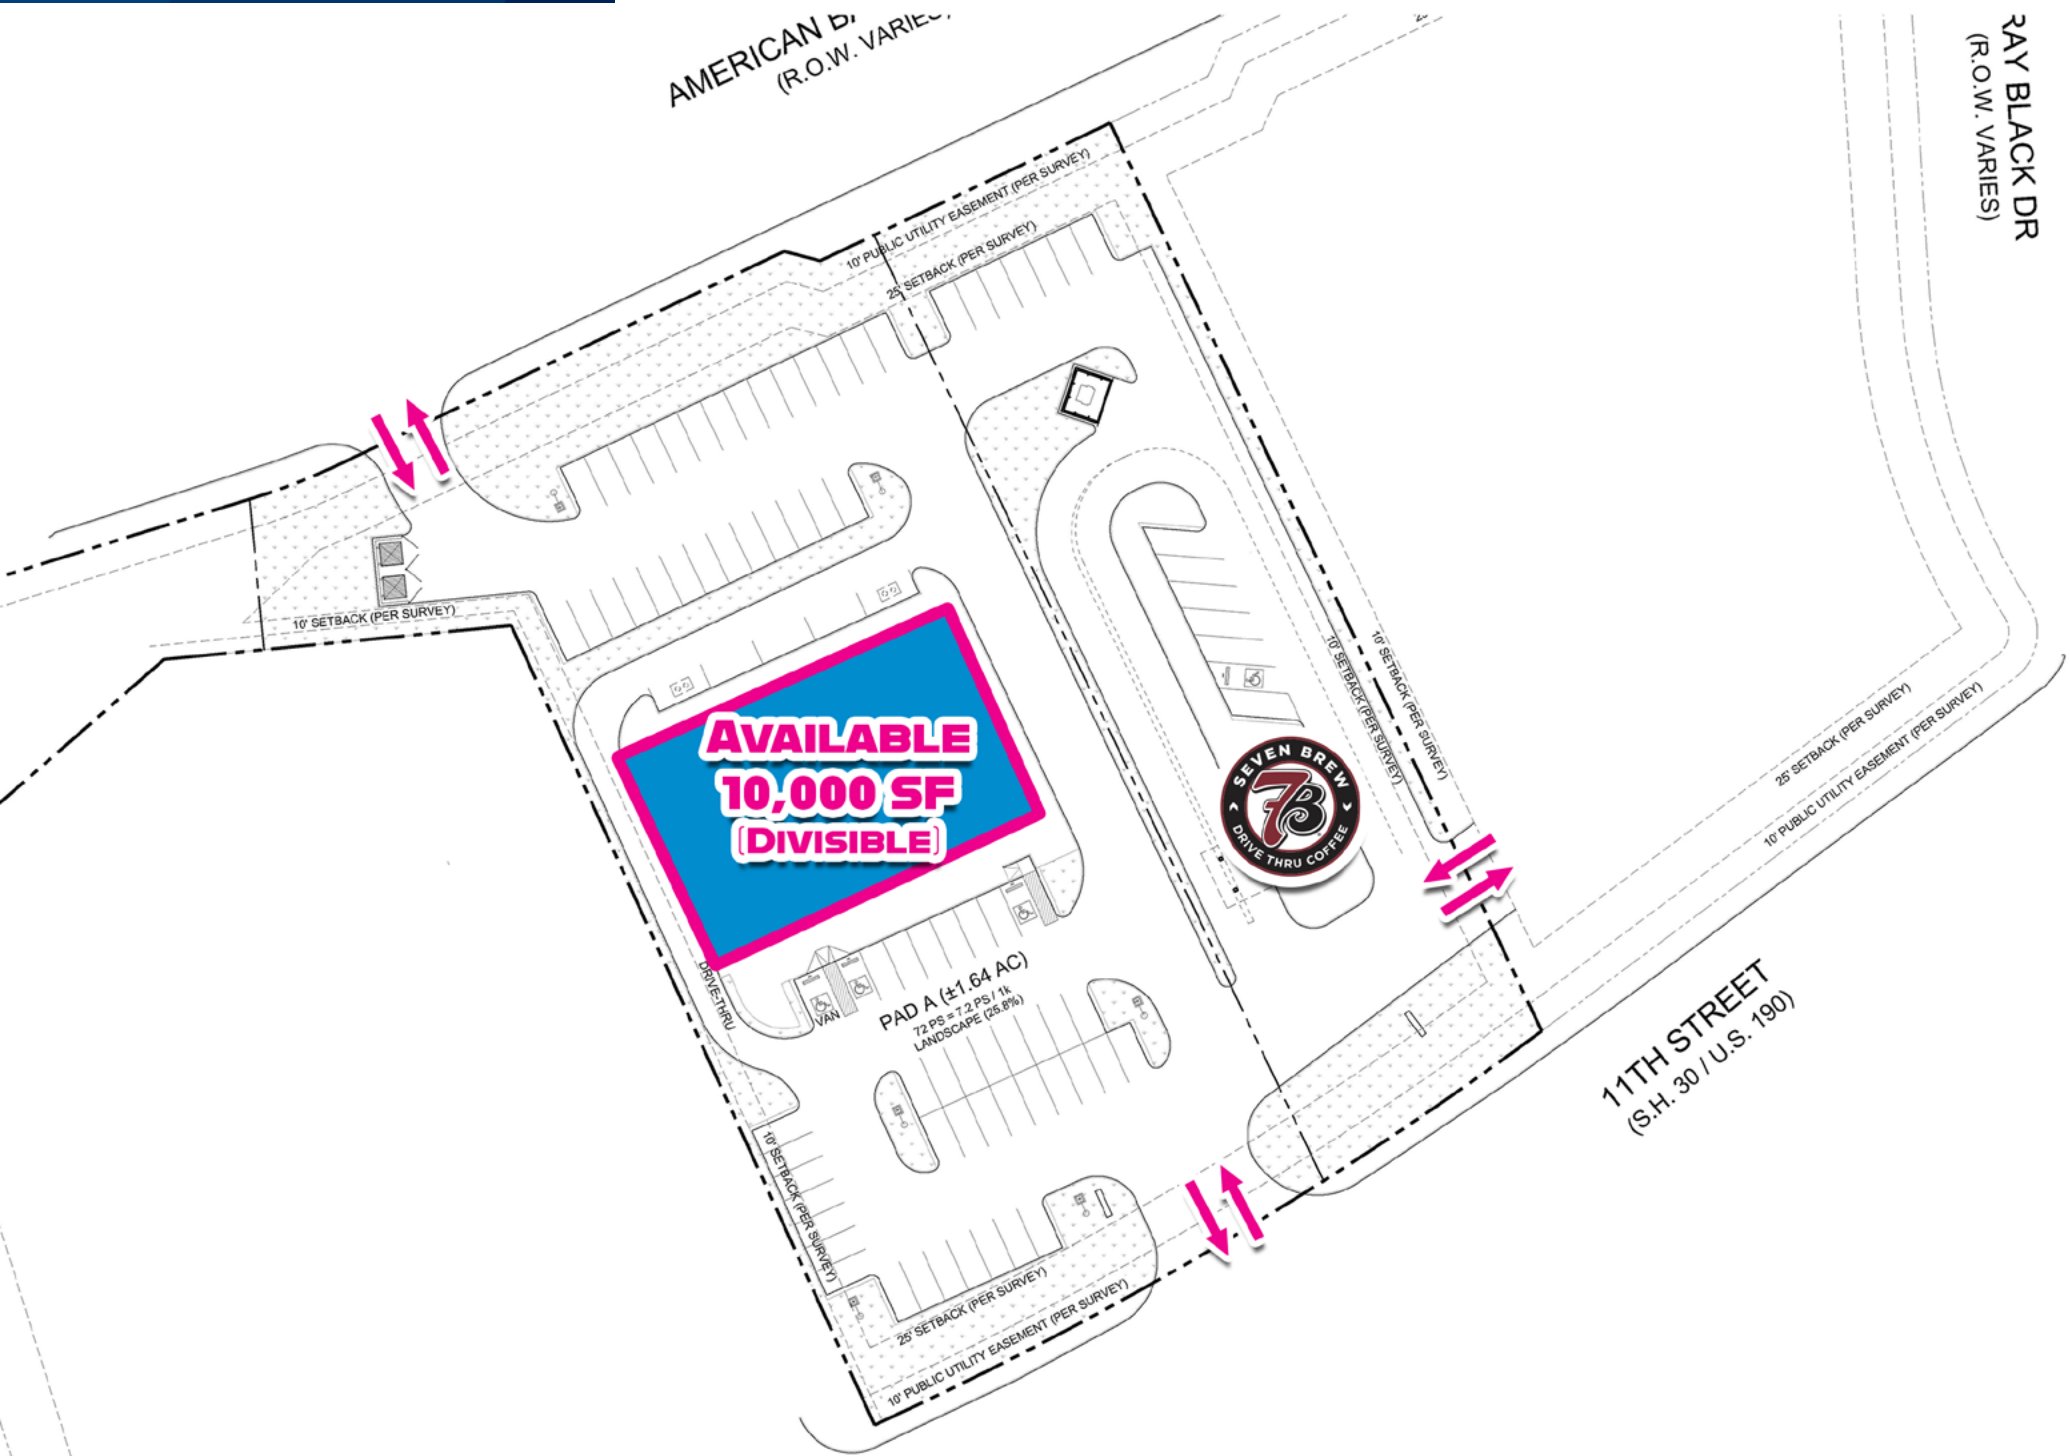 AMERICAN
(R.O.W. VARIES)
RAY BLACK DR
(R.O.W. VARIES)
10' PUBLIC UTILITY EASEMENT (PER SURVEY)
25' SETBACK (PER SURVEY)
10' SETBACK (PER SURVEY)
10' SETBACK (PER SURVEY)
10' SETBACK (PER SURVEY)
AVAILABLE
10,000 SF
(DIVISIBLE)
SEVEN BREW
7B
DRIVE THRU COFFEE
25' SETBACK (PER SURVEY)
10' PUBLIC UTILITY EASEMENT (PER SURVEY)
DRIVE-THRU
VAN
PAD A (±1.64 AC)
72 PS = 7.2 PS / 1k
LANDSCAPE (25.8%)
11TH STREET
(S.H. 30 / U.S. 190)
10' SETBACK (PER SURVEY)
25' SETBACK (PER SURVEY)
10' PUBLIC UTILITY EASEMENT (PER SURVEY)